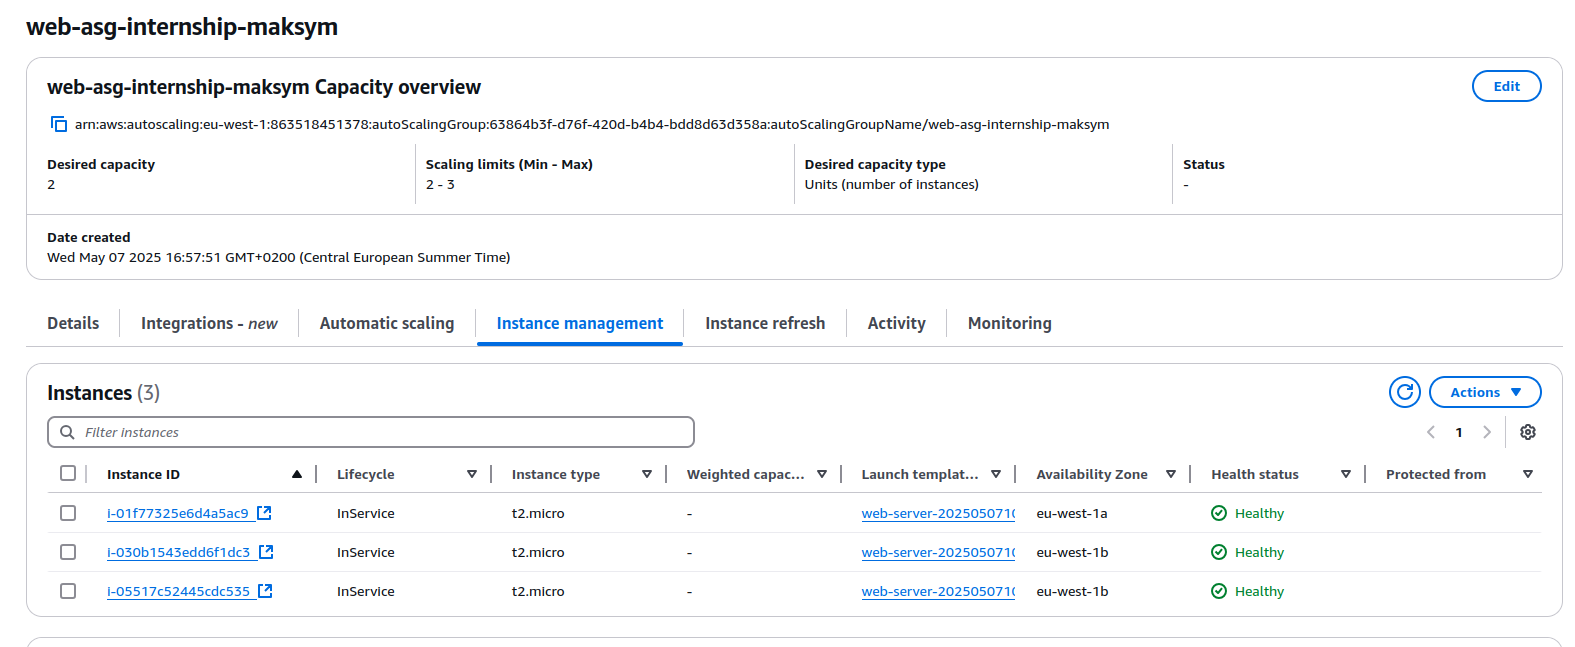 web-asg-internship-maksym
web-asg-internship-maksym Capacity overview
Edit
arn:aws:autoscaling:eu-west-1:863518451378:autoScalingGroup:63864b3f-d76f-420d-b4b4-bdd8d63d358a:autoScalingGroupName/web-asg-internship-maksym
Desired capacity Scaling limits (Min - Max) Desired capacity type Status
2 2 - 3 Units (number of instances) -
Date created
Wed May 07 2025 16:57:51 GMT+0200 (Central European Summer Time)
Details Integrations - new Automatic scaling Instance management Instance refresh Activity Monitoring
Instances (3) Actions
Filter instances 1
Instance ID Lifecycle Instance type Weighted capac... Launch templat... Availability Zone Health status Protected from
i-01f77325e6d4a5ac9 InService t2.micro - web-server-2025050710 eu-west-1a Healthy
i-030b1543edd6f1dc3 InService t2.micro - web-server-2025050710 eu-west-1b Healthy
i-05517c52445cdc535 InService t2.micro - web-server-2025050710 eu-west-1b Healthy